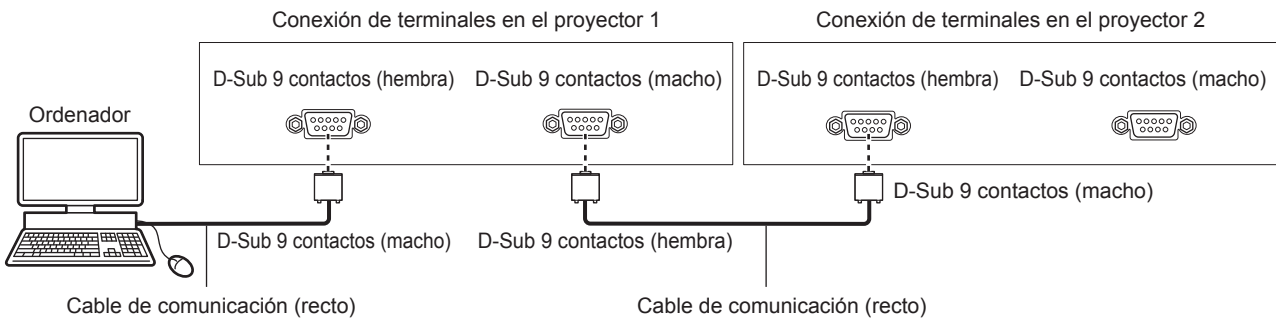 Conexión de terminales en el proyector 1
Conexión de terminales en el proyector 2
D-Sub 9 contactos (hembra)
D-Sub 9 contactos (macho)
D-Sub 9 contactos (hembra)
D-Sub 9 contactos (macho)
Ordenador
D-Sub 9 contactos (macho)
D-Sub 9 contactos (macho)
D-Sub 9 contactos (hembra)
Cable de comunicación (recto)
Cable de comunicación (recto)